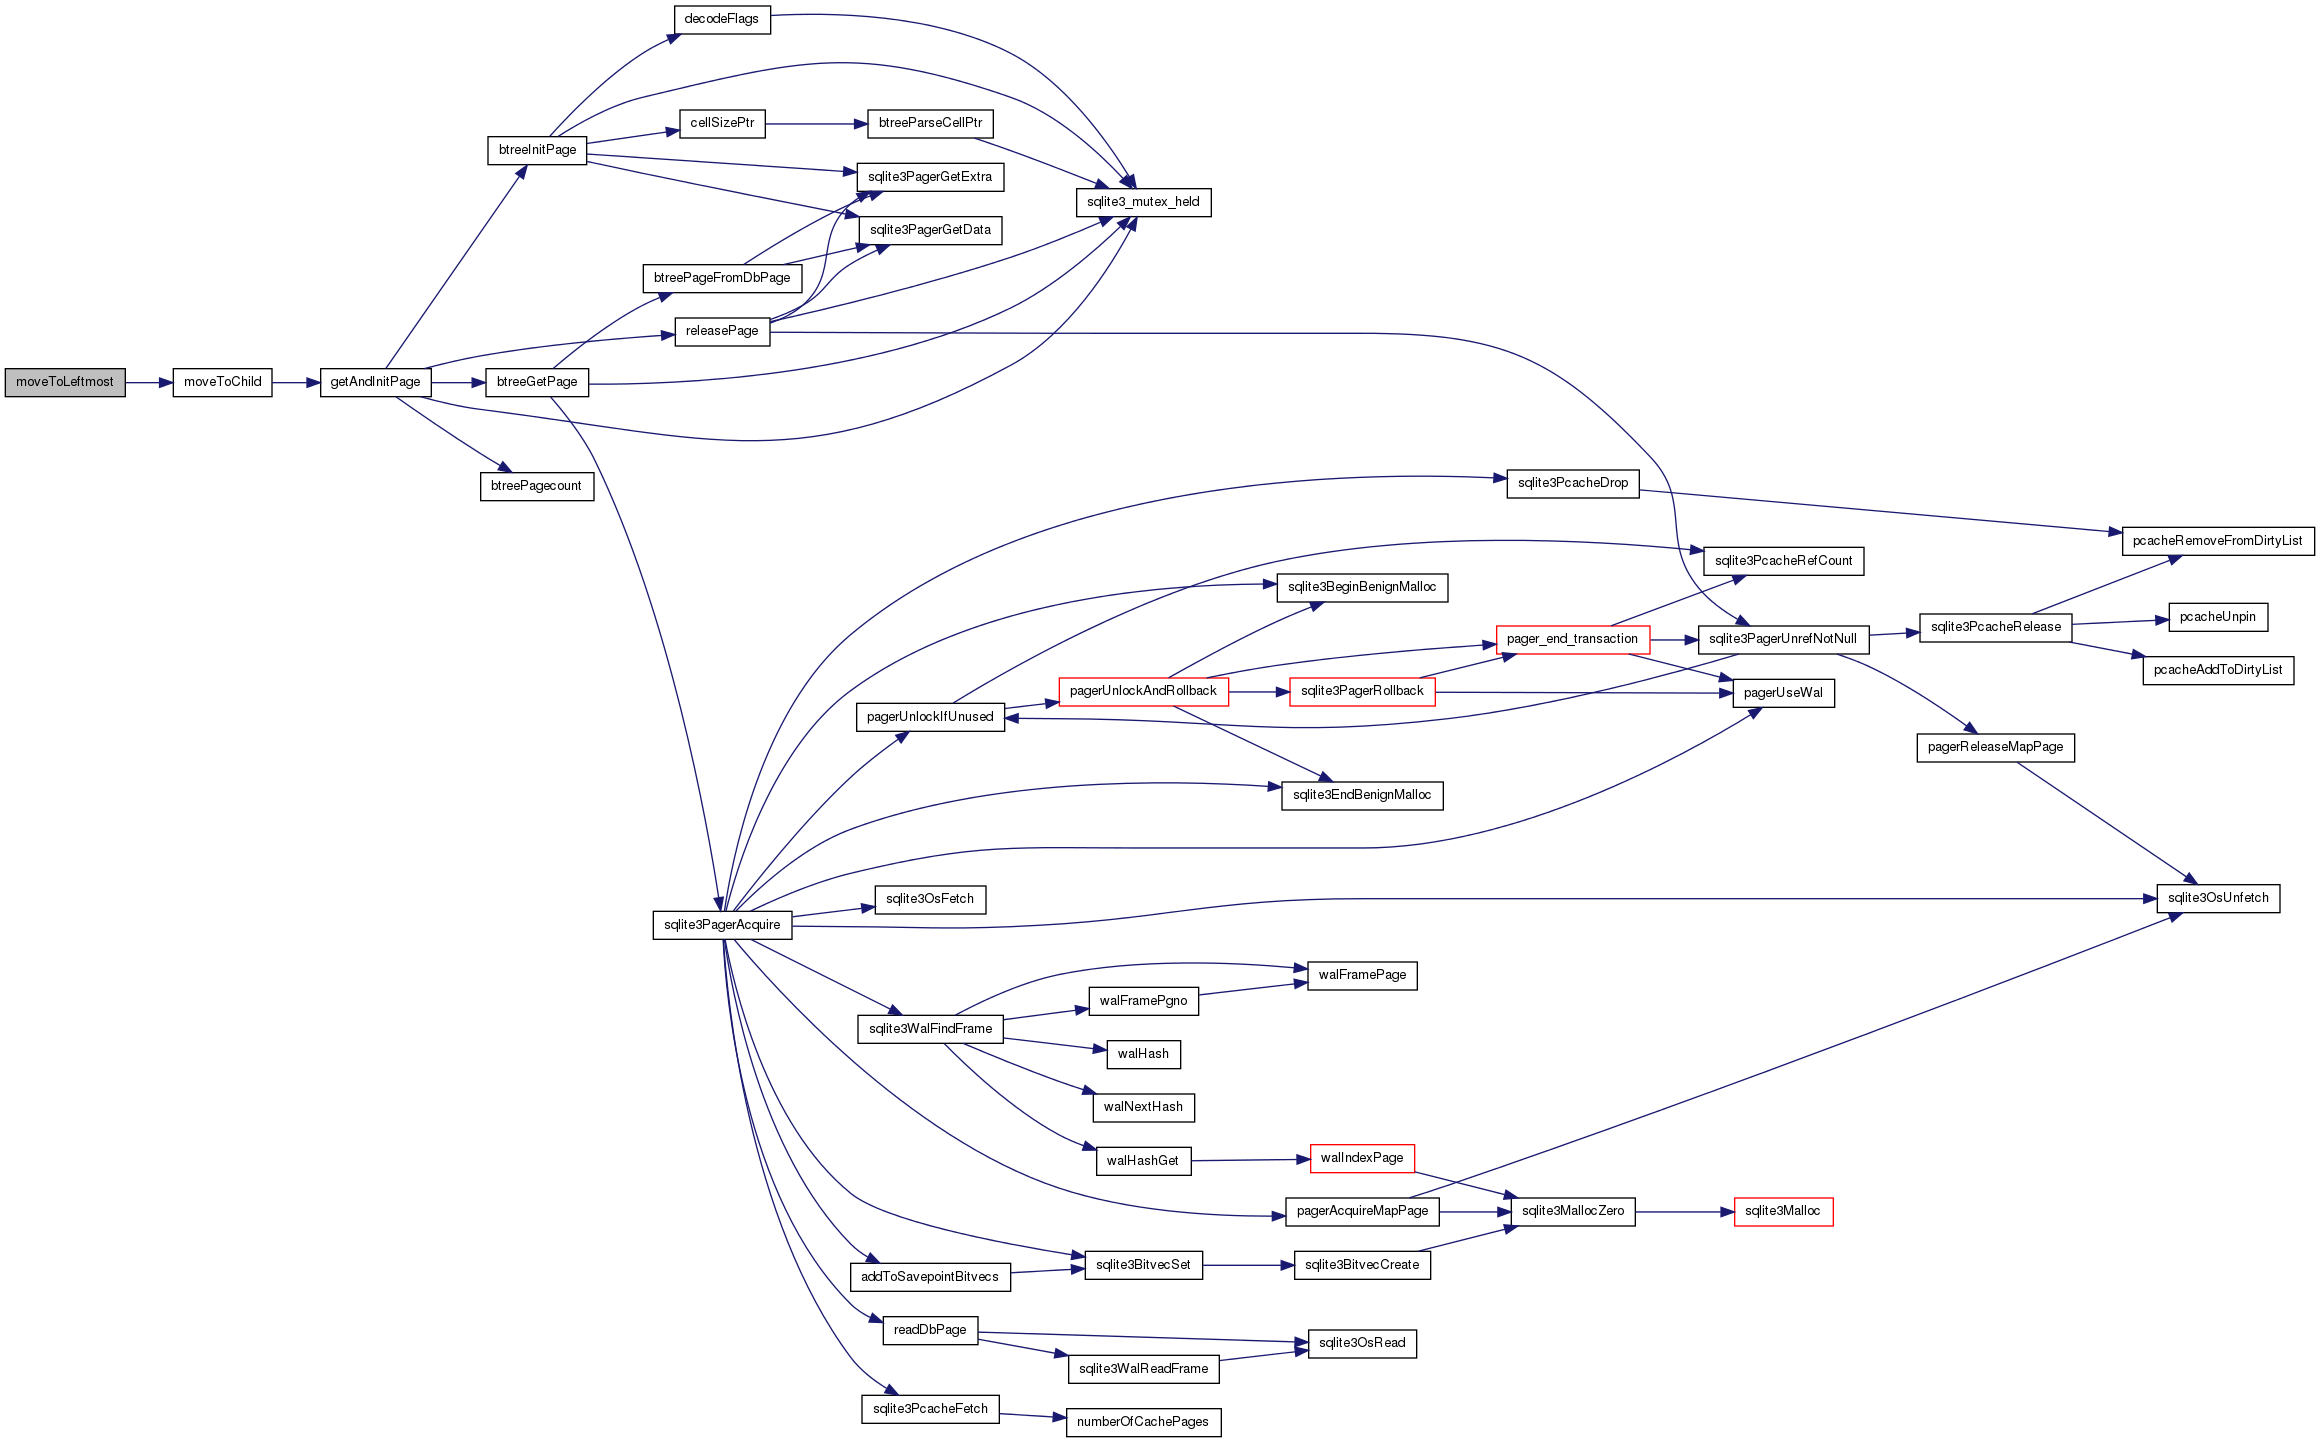 decodeFlags
cellSizePtr
btreeParseCellPtr
btreeInitPage
sqlite3PagerGetExtra
sqlite3_mutex_held
sqlite3PagerGetData
btreePageFromDbPage
releasePage
moveToLeftmost
moveToChild
getAndInitPage
btreeGetPage
btreePagecount
sqlite3PcacheDrop
pcacheRemoveFromDirtyList
sqlite3PcacheRefCount
sqlite3BeginBenignMalloc
pcacheUnpin
sqlite3PcacheRelease
pager_end_transaction
sqlite3PagerUnrefNotNull
pcacheAddToDirtyList
pagerUnlockAndRollback
sqlite3PagerRollback
pagerUseWal
pagerUnlockIfUnused
pagerReleaseMapPage
sqlite3EndBenignMalloc
sqlite3OsFetch
sqlite3OsUnfetch
sqlite3PagerAcquire
walFramePage
walFramePgno
sqlite3WalFindFrame
walHash
walNextHash
walHashGet
walIndexPage
pagerAcquireMapPage
sqlite3MallocZero
sqlite3Malloc
sqlite3BitvecSet
sqlite3BitvecCreate
addToSavepointBitvecs
readDbPage
sqlite3OsRead
sqlite3WalReadFrame
sqlite3PcacheFetch
numberOfCachePages